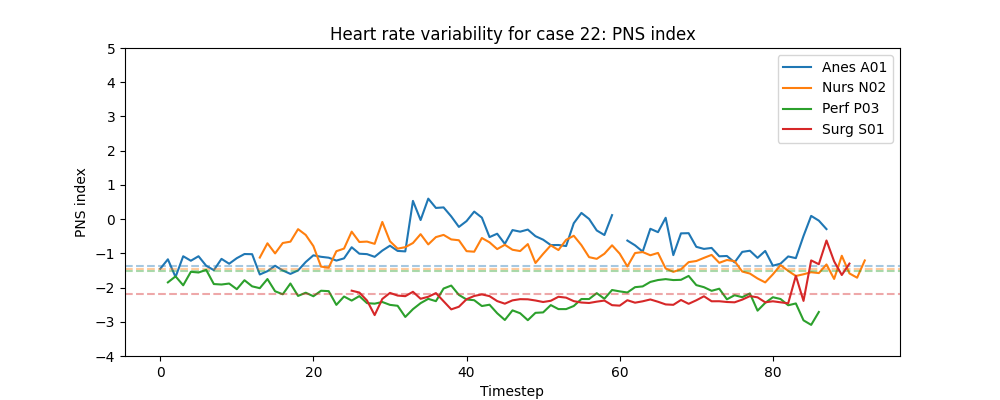 Heart rate variability for case 22: PNS index
5
4
3
2
1
0
−1
−2
−3
−4
PNS index
Anes A01
Nurs N02
Perf P03
Surg S01
0 20 40 60 80
Timestep